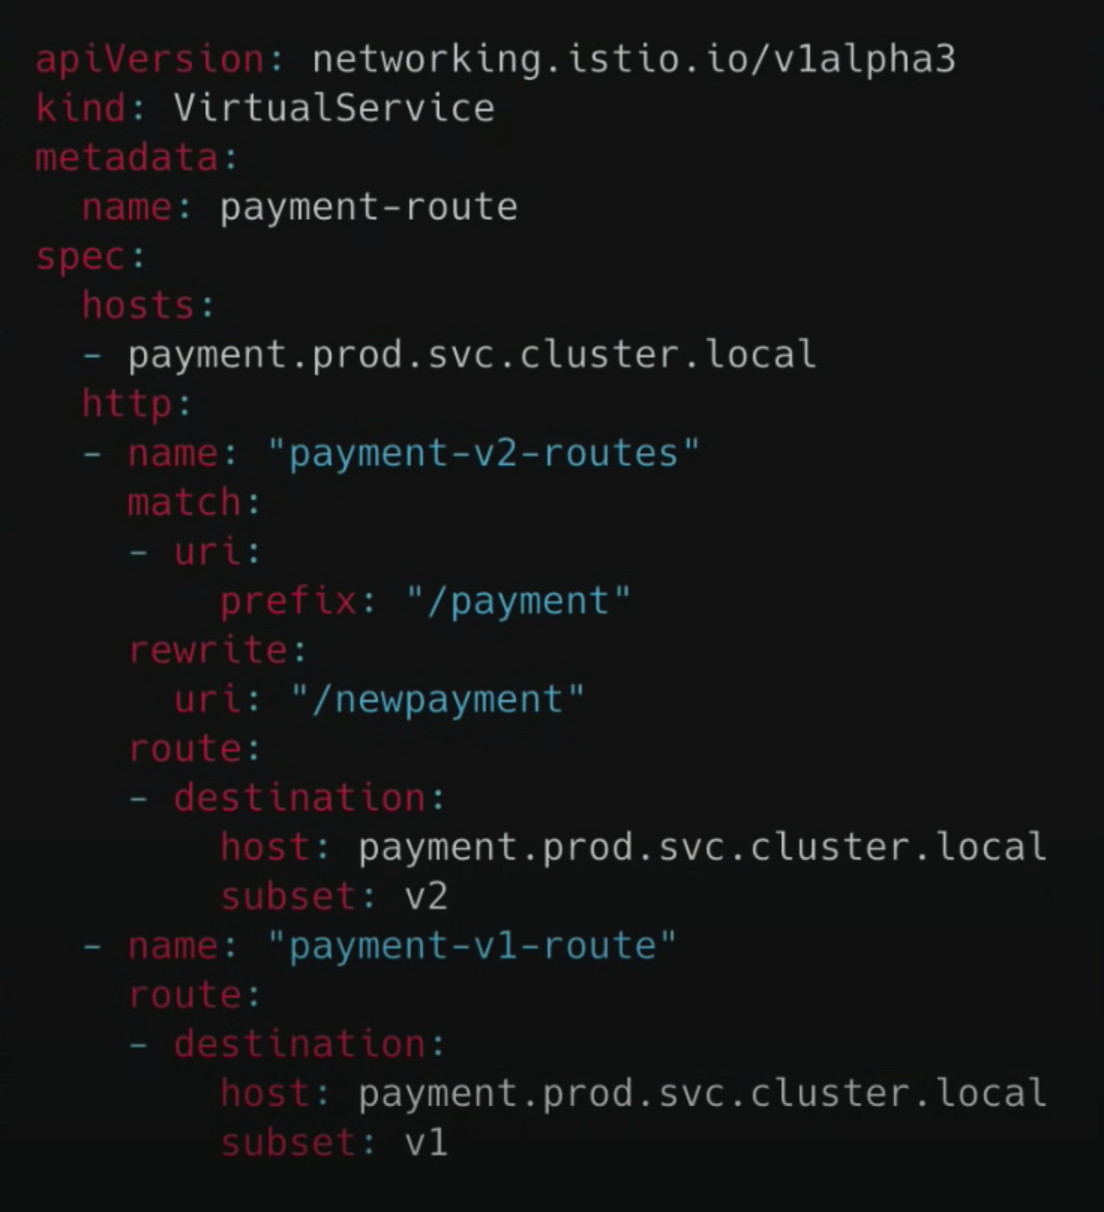 apiVersion: networking.istio.io/v1alpha3
kind: VirtualService
metadata:
  name: payment-route
spec:
  hosts:
  - payment.prod.svc.cluster.local
  http:
  - name: "payment-v2-routes"
    match:
    - uri:
        prefix: "/payment"
    rewrite:
      uri: "/newpayment"
    route:
    - destination:
        host: payment.prod.svc.cluster.local
        subset: v2
  - name: "payment-v1-route"
    route:
    - destination:
        host: payment.prod.svc.cluster.local
        subset: v1